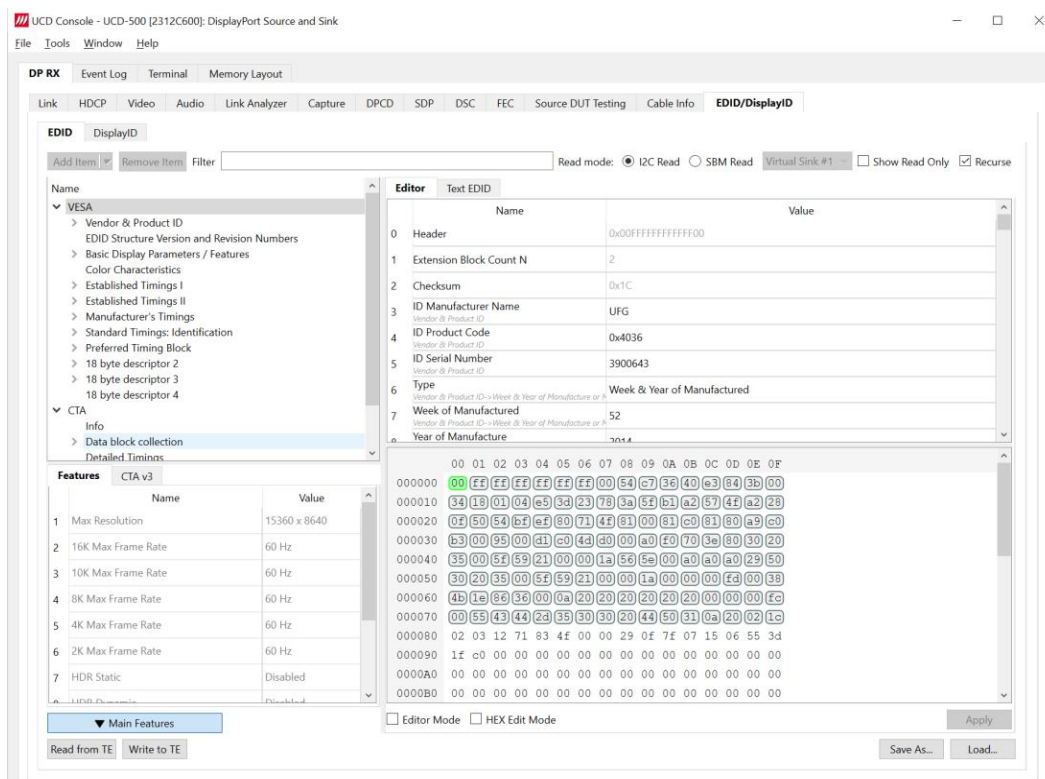 UCD Console - UCD-500 [2312C600]: DisplayPort Source and Sink
File Tools Window Help
DP RX Event Log Terminal Memory Layout
Link HDCP Video Audio Link Analyzer Capture DPCD SDP DSC FEC Source DUT Testing Cable Info EDID/DisplayID
EDID DisplayID
Add Item Remove Item Filter Read mode: I2C Read SBM Read Virtual Sink #1 Show Read Only Recurse
Name
VESA
Vendor & Product ID
EDID Structure Version and Revision Numbers
Basic Display Parameters / Features
Color Characteristics
Established Timings I
Established Timings II
Manufacturer's Timings
Standard Timings: Identification
Preferred Timing Block
18 byte descriptor 2
18 byte descriptor 3
18 byte descriptor 4
CTA
Info
Data block collection
Detailed Timings
Editor Text EDID
Name Value
0 Header 0x00FFFFFFFFFFFF00
1 Extension Block Count N 2
2 Checksum 0x1C
3 ID Manufacturer Name UFG
Vendor & Product ID
4 ID Product Code 0x4036
Vendor & Product ID
5 ID Serial Number 3900643
Vendor & Product ID
6 Type Week & Year of Manufactured
Vendor & Product ID->Week & Year of Manufacture or M
7 Week of Manufactured 52
Vendor & Product ID->Week & Year of Manufacture or M
8 Year of Manufacture 2014
Features CTA v3
Name Value
1 Max Resolution 15360 x 8640
2 16K Max Frame Rate 60 Hz
3 10K Max Frame Rate 60 Hz
4 8K Max Frame Rate 60 Hz
5 4K Max Frame Rate 60 Hz
6 2K Max Frame Rate 60 Hz
7 HDR Static Disabled
8 HDR Dynamic Disabled
00 01 02 03 04 05 06 07 08 09 0A 0B 0C 0D 0E 0F
000000 00 ff ff ff ff ff ff 00 54 c7 36 40 e3 84 3b 00
000010 34 18 01 04 e5 3d 23 78 3a 5f b1 a2 57 4f a2 28
000020 0f 50 54 bf ef 80 71 4f 81 00 81 c0 81 80 a9 c0
000030 b3 00 95 00 d1 c0 4d d0 00 a0 f0 70 3e 80 30 20
000040 35 00 5f 59 21 00 00 1a 56 5e 00 a0 a0 a0 29 50
000050 30 20 35 00 5f 59 21 00 00 1a 00 00 00 fd 00 38
000060 4b 1e 86 36 00 0a 20 20 20 20 20 20 00 00 00 fc
000070 00 55 43 44 2d 35 30 30 20 44 50 31 0a 20 02 1c
000080 02 03 12 71 83 4f 00 00 29 0f 7f 07 15 06 55 3d
000090 1f c0 00 00 00 00 00 00 00 00 00 00 00 00 00 00
0000A0 00 00 00 00 00 00 00 00 00 00 00 00 00 00 00 00
0000B0 00 00 00 00 00 00 00 00 00 00 00 00 00 00 00 00
Main Features
Editor Mode HEX Edit Mode Apply
Read from TE Write to TE Save As... Load...